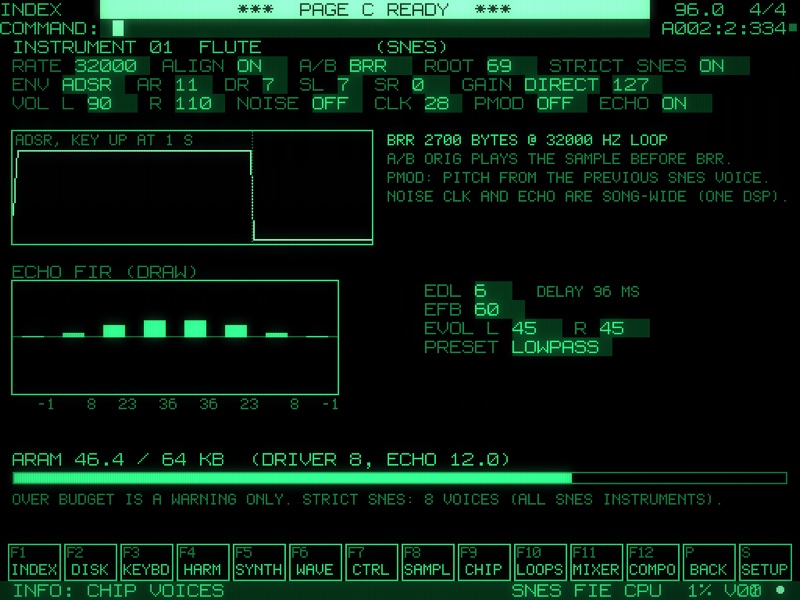 INDEX *** PAGE C READY *** 96.0 4/4
COMMAND: A002:2:334
INSTRUMENT 01 FLUTE (SNES)
RATE 32000 ALIGN ON A/B BRR ROOT 69 STRICT SNES ON
ENV ADSR AR 11 DR 7 SL 7 SR 0 GAIN DIRECT 127
VOL L 90 R 110 NOISE OFF CLK 28 PMOD OFF ECHO ON
ADSR, KEY UP AT 1 S
BRR 2700 BYTES @ 32000 HZ LOOP
A/B ORIG PLAYS THE SAMPLE BEFORE BRR.
PMOD: PITCH FROM THE PREVIOUS SNES VOICE.
NOISE CLK AND ECHO ARE SONG-WIDE (ONE DSP).
ECHO FIR (DRAW)
-1 8 23 36 36 23 8 -1
EDL 6 DELAY 96 MS
EFB 60
EVOL L 45 R 45
PRESET LOWPASS
ARAM 46.4 / 64 KB (DRIVER 8, ECHO 12.0)
OVER BUDGET IS A WARNING ONLY. STRICT SNES: 8 VOICES (ALL SNES INSTRUMENTS).
F1 F2 F3 F4 F5 F6 F7 F8 F9 F10 F11 F12 P S
INDEX DISK KEYBD HARM SYNTH WAVE CTRL SAMPL CHIP LOOPS MIXER COMPO BACK SETUP
INFO: CHIP VOICES SNES FIE CPU 1%